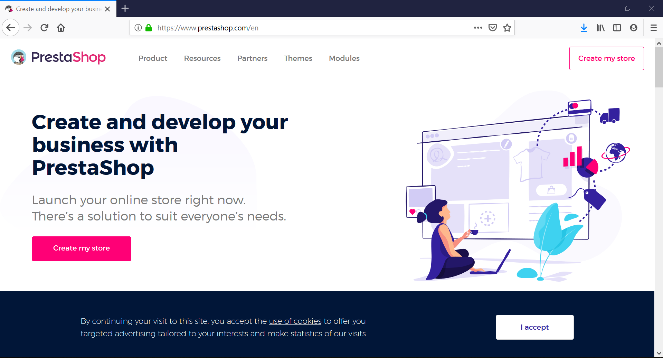 Create and develop your busin
https://www.prestashop.com/en
PrestaShop
Product
Resources
Partners
Themes
Modules
Create my store
Create and develop your
business with
PrestaShop
Launch your online store right now.
There's a solution to suit everyone's needs.
Create my store
By continuing your visit to this site, you accept the use of cookies to offer you
targeted advertising tailored to your interests and make statistics of our visits.
I accept